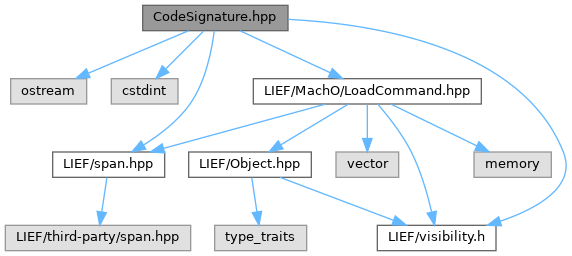 CodeSignature.hpp
ostream
cstdint
LIEF/MachO/LoadCommand.hpp
LIEF/span.hpp
LIEF/Object.hpp
vector
memory
LIEF/third-party/span.hpp
type_traits
LIEF/visibility.h